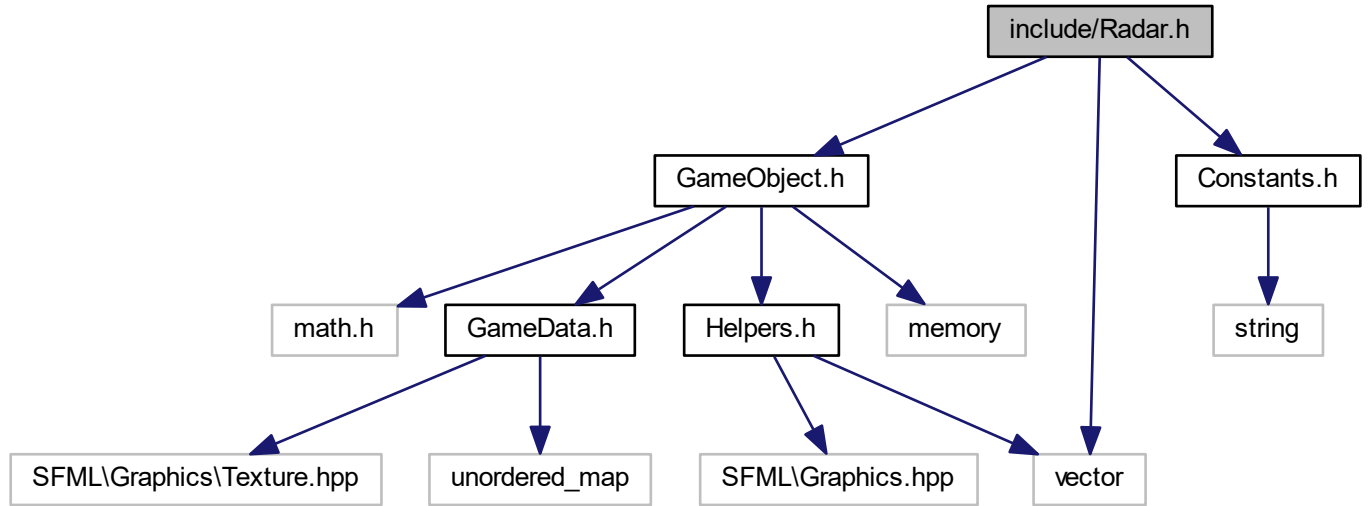 include/Radar.h
GameObject.h
Constants.h
math.h
GameData.h
Helpers.h
memory
string
SFML\Graphics\Texture.hpp
unordered_map
SFML\Graphics.hpp
vector